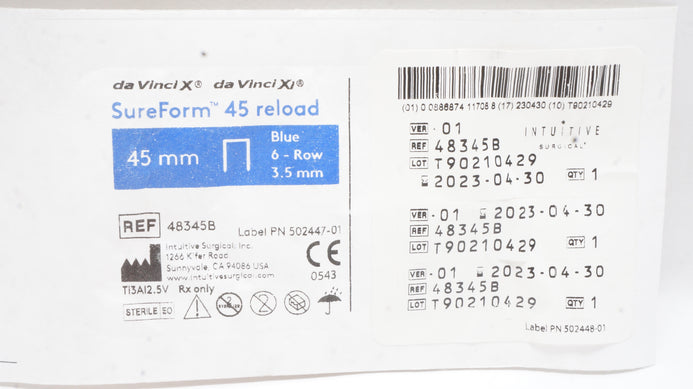 da Vinci X® da Vinci Xi®
SureForm™ 45 reload
45 mm
Blue
6 - Row
3.5 mm
REF 48345B
Label PN 502447-01
Intuitive Surgical, Inc.
1266 Kifer Road
Sunnyvale, CA 94086 USA
www.intuitivesurgical.com
CE
0543
Ti3Al2.5V Rx only
STERILE EO
(01) 0 0886874 11705 8 (17) 230430 (10) T90210429
VER - 01
INTUITIVE
SURGICAL®
REF 48345B
LOT T90210429
2023-04-30 QTY 1
VER - 01 2023-04-30
REF 48345B
LOT T90210429 QTY 1
VER - 01 2023-04-30
REF 48345B
LOT T90210429 QTY 1
Label PN 502448-01